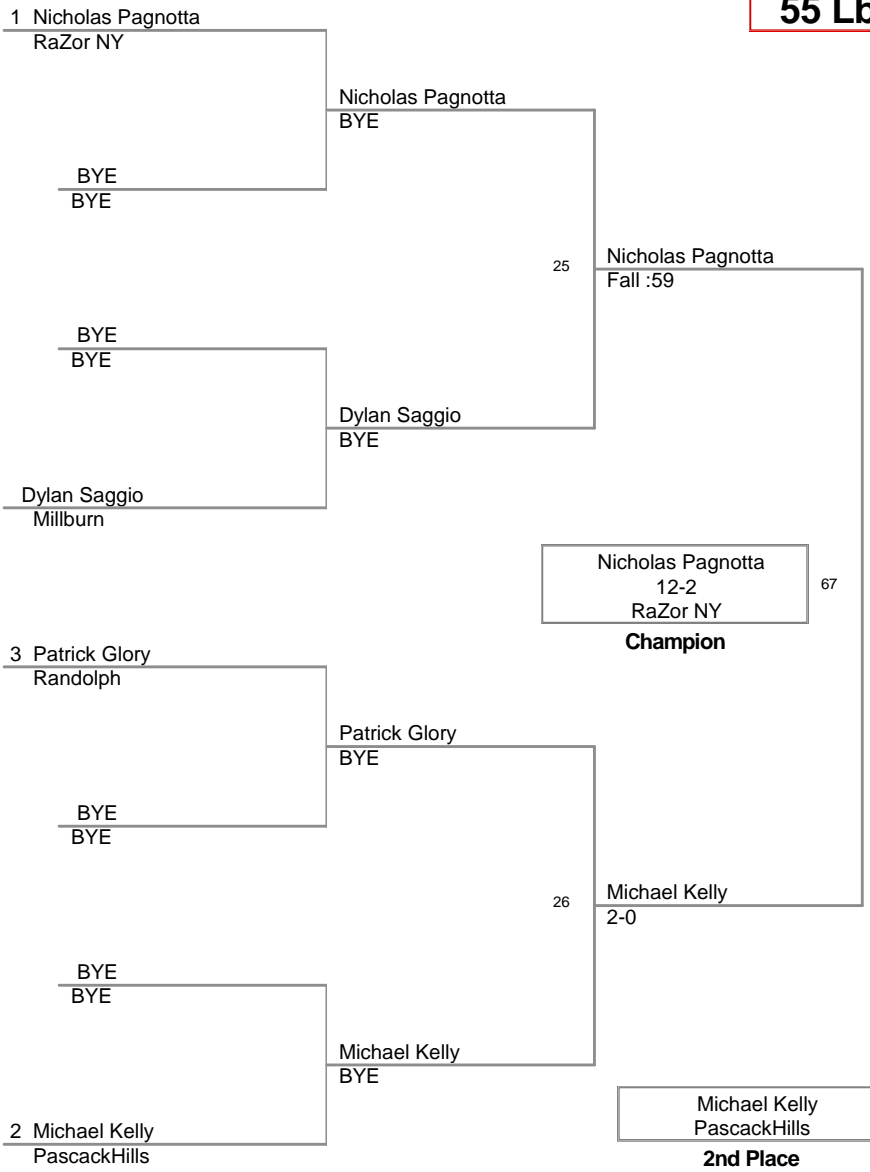 55 Lb
1 Nicholas Pagnotta
RaZor NY
Nicholas Pagnotta
BYE
BYE
BYE
25
Nicholas Pagnotta
Fall :59
BYE
BYE
Dylan Saggio
BYE
Dylan Saggio
Millburn
Nicholas Pagnotta
12-2
RaZor NY
67
Champion
3 Patrick Glory
Randolph
Patrick Glory
BYE
BYE
BYE
26
Michael Kelly
2-0
BYE
BYE
Michael Kelly
BYE
2 Michael Kelly
PascackHills
Michael Kelly
PascackHills
2nd Place